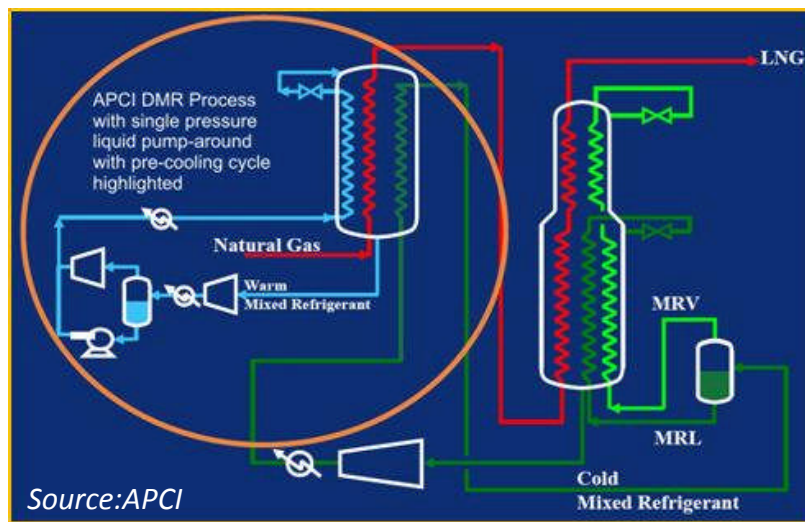 LNG
APCI DMR Process
with single pressure
liquid pump-around
with pre-cooling cycle
highlighted
Natural Gas
Warm
Mixed Refrigerant
MRV
MRL
Cold
Mixed Refrigerant
Source:APCI